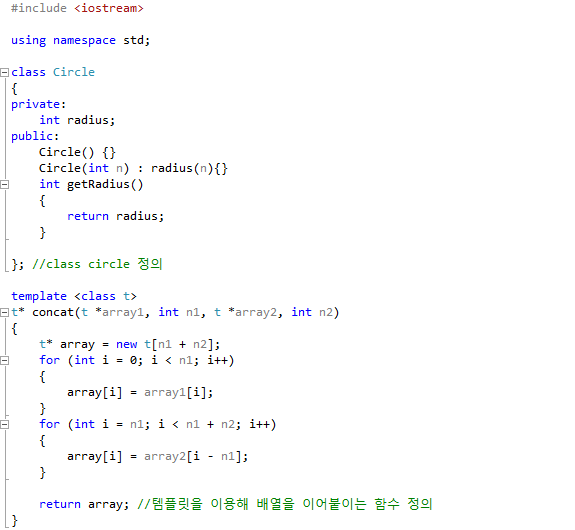 #include <iostream>
using namespace std;
class Circle
{
private:
int radius;
public:
Circle() {}
Circle(int n) : radius(n){}
int getRadius()
{
return radius;
}
}; //class circle 정의
template <class t>
t* concat(t *array1, int n1, t *array2, int n2)
{
t* array = new t[n1 + n2];
for (int i = 0; i < n1; i++)
{
array[i] = array1[i];
}
for (int i = n1; i < n1 + n2; i++)
{
array[i] = array2[i - n1];
}
return array; //템플릿을 이용해 배열을 이어붙이는 함수 정의
}